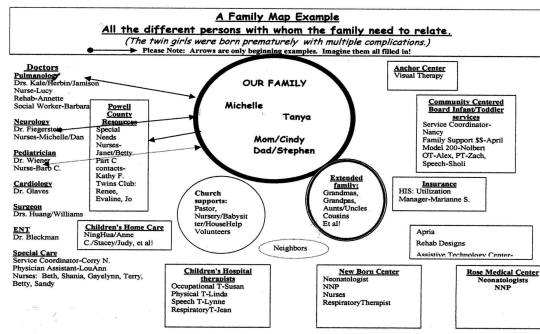 A Family Map Example
All the different persons with whom the family need to relate.
(The twin girls were born prematurely with multiple complications.)
Please Note: Arrows are only beginning examples. Imagine them all filled in!
Doctors
Pulmanology
Drs. Kale/Herbin/Jamison
Nurse-Lucy
Rehab-Annette
Social Worker-Barbara
Neurology
Dr. Fiegerstein
Nurses-Michelle/Dan
Pediatrician
Dr. Wiener
Nurse-Barb C.
Cardiology
Dr. Glaves
Surgeon
Drs. Huang/Williams
ENT
Dr. Bleckman
Special Care
Service Coordinator-Corry N.
Physician Assistant-LouAnn
Nurses: Beth, Shania, Gayelynn, Terry,
Betty, Sandy
Powell
County
Resources
Special
Needs
Nurses-
Janet/Betty
Part C
contacts-
Kathy F.
Twins Club:
Renee,
Evaline, Jo
OUR FAMILY
Michelle
Tanya
Mom/Cindy
Dad/Stephen
Anchor Center
Visual Therapy
Community Centered
Board Infant/Toddler
services
Service Coordinator-
Nancy
Family Support $$-April
Model 200-Nolbert
OT-Alex, PT-Zach,
Speech-Sholi
Extended
family:
Grandmas,
Grandpas,
Aunts/Uncles
Cousins
Et al!
Insurance
HIS: Utilization
Manager-Marianne S.
Church
supports:
Pastor,
Nursery/Babysit
ter/HouseHelp
Volunteers
Neighbors
Children's Home Care
NingHua/Anne
C./Stacey/Judy, et al!
Apria
Rehab Designs
Assistive Technology Center-
Children's Hospital
therapists
Occupational T-Susan
Physical T-Linda
Speech T-Lynne
RespiratoryT-Jean
New Born Center
Neonatologist
NNP
Nurses
RespiratoryTherapist
Rose Medical Center
Neonatologists
NNP